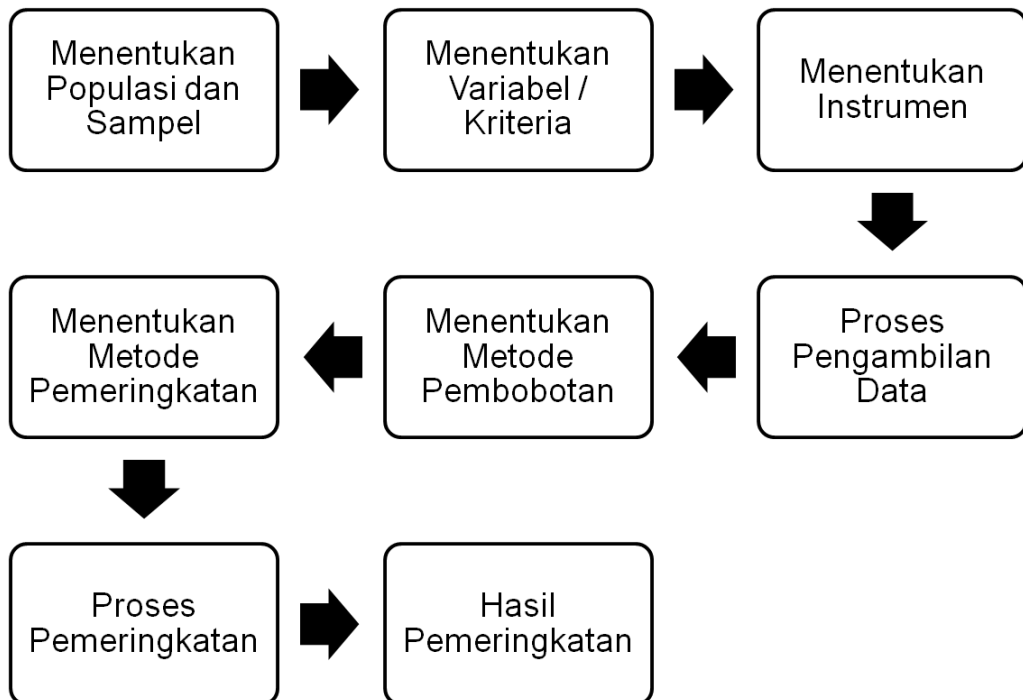 Menentukan
Populasi dan
Sampel
Menentukan
Variabel /
Kriteria
Menentukan
Instrumen
Proses
Pengambilan
Data
Menentukan
Metode
Pembobotan
Menentukan
Metode
Pemeringkatan
Proses
Pemeringkatan
Hasil
Pemeringkatan